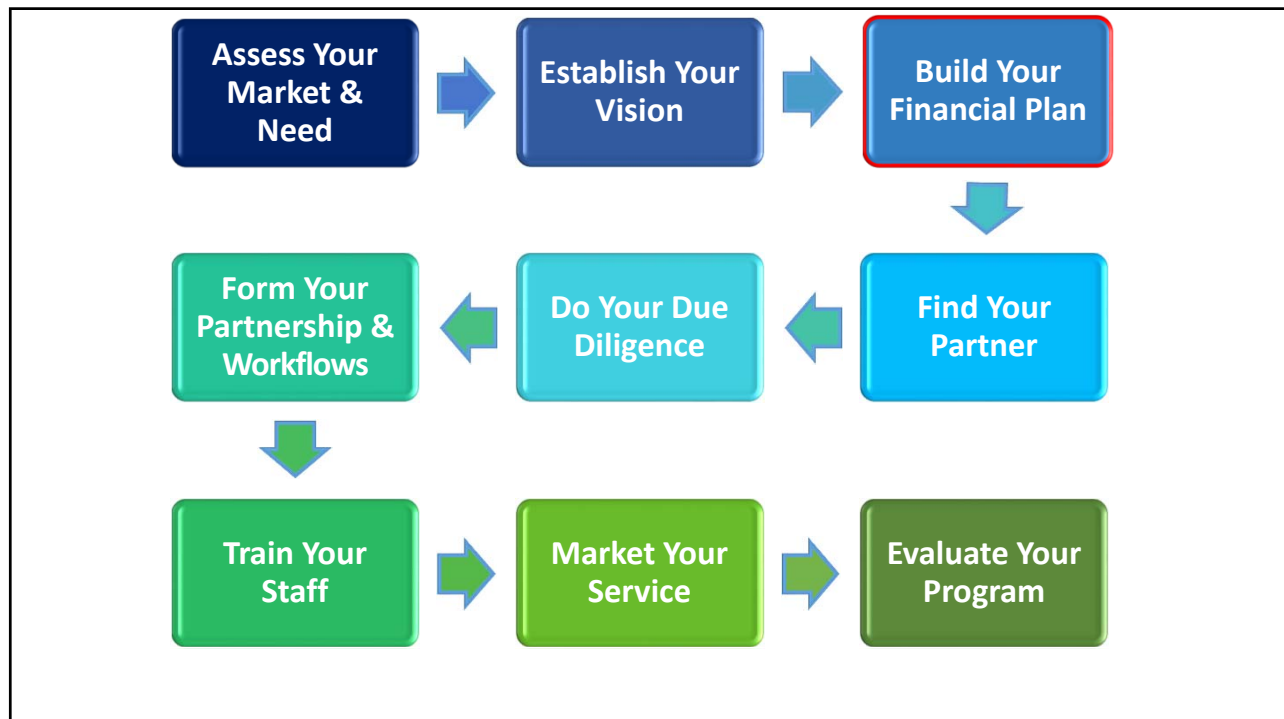 Assess Your
Market &
Need
Establish Your
Vision
Build Your
Financial Plan
Find Your
Partner
Do Your Due
Diligence
Form Your
Partnership &
Workflows
Train Your
Staff
Market Your
Service
Evaluate Your
Program